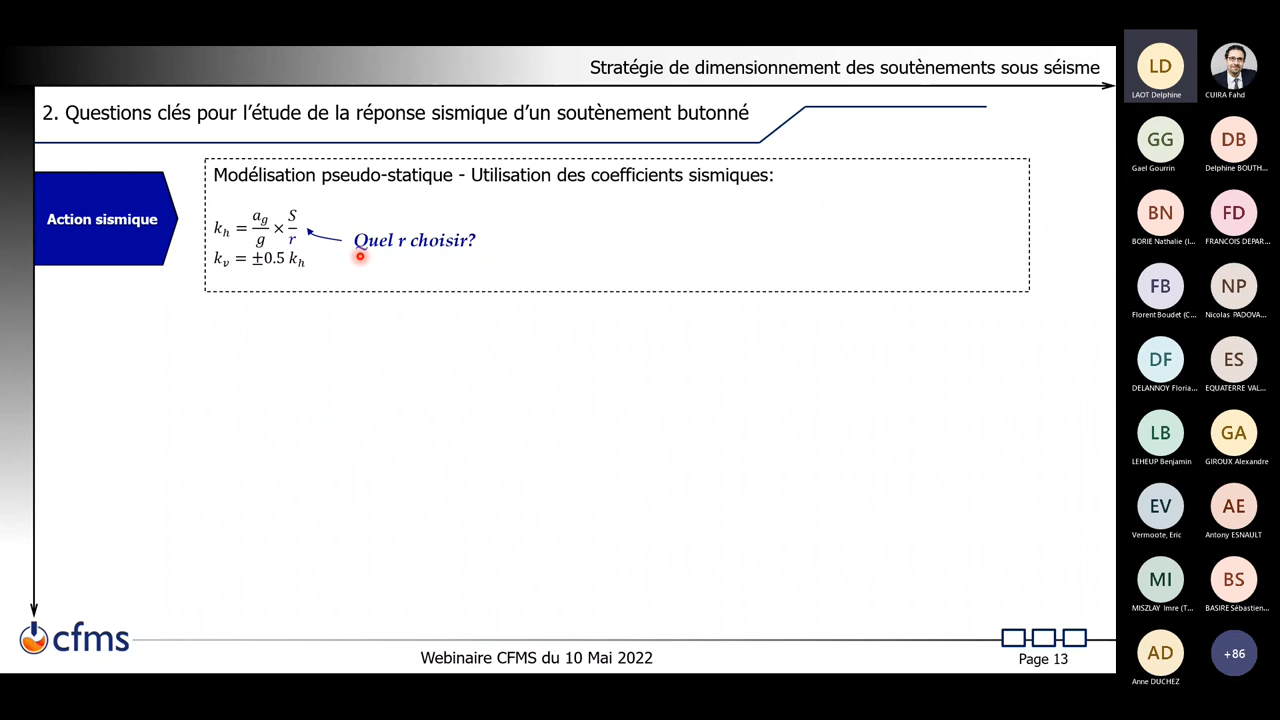 Stratégie de dimensionnement des soutènements sous séisme
2. Questions clés pour l'étude de la réponse sismique d'un soutènement butonné
Action sismique
Modélisation pseudo-statique - Utilisation des coefficients sismiques:
k_h = a_g/g × S/r
Quel r choisir?
k_v = ±0.5 k_h
cfms
Webinaire CFMS du 10 Mai 2022
Page 13
LD
LAOT Delphine
CUIRA Fahd
GG
Gael Gourrin
DB
Delphine BOUTH...
BN
BORIE Nathalie (I...
FD
FRANCOIS DEPAR...
FB
Florent Boudet (C...
NP
Nicolas PADOVA...
DF
DELANNOY Floria...
ES
EQUATERRE VAL...
LB
LEHEUP Benjamin
GA
GIROUX Alexandre
EV
Vermoote, Eric
AE
Antony ESNAULT
MI
MISZLAY Imre (T...
BS
BASIRE Sébastien...
AD
Anne DUCHEZ
+86